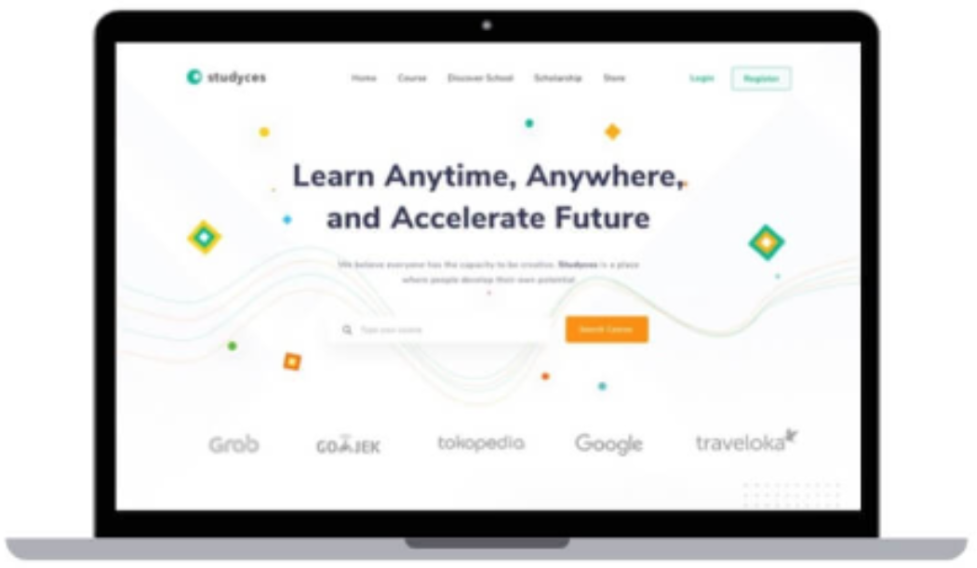 studyces
Home Course Discover School Scholarship Store
Login Register
Learn Anytime, Anywhere,
and Accelerate Future
We believe everyone has the capacity to be creative. Studyces is a place
where people develop their own potential.
Type your course
Search Course
Grab GOJEK tokopedia Google traveloka